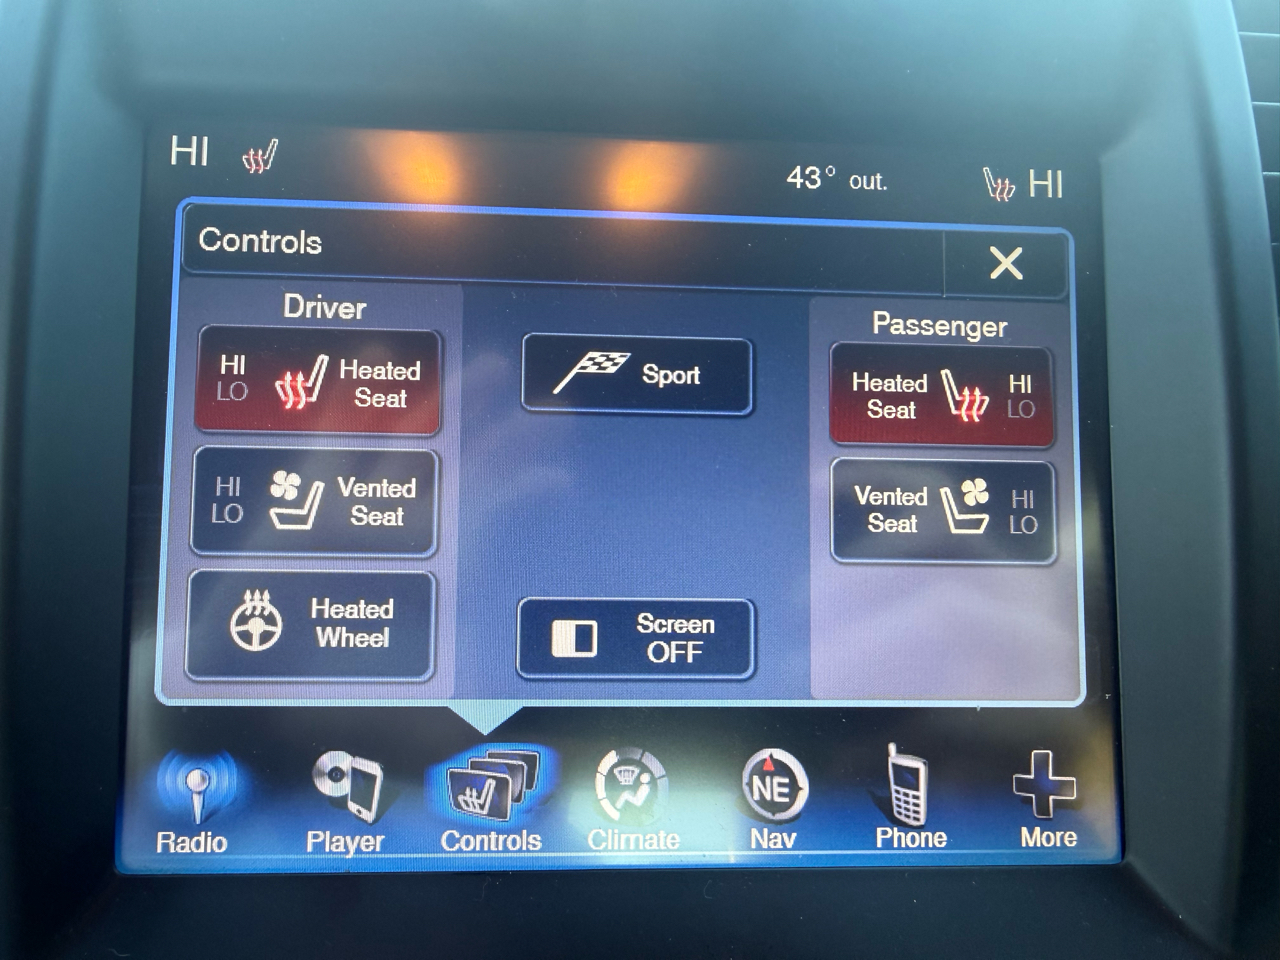 HI
43° out.
HI
Controls
Driver
HI
LO
Heated
Seat
HI
LO
Vented
Seat
Heated
Wheel
Sport
Screen
OFF
Passenger
Heated
Seat
HI
LO
Vented
Seat
HI
LO
Radio
Player
Controls
Climate
NE
Nav
Phone
More